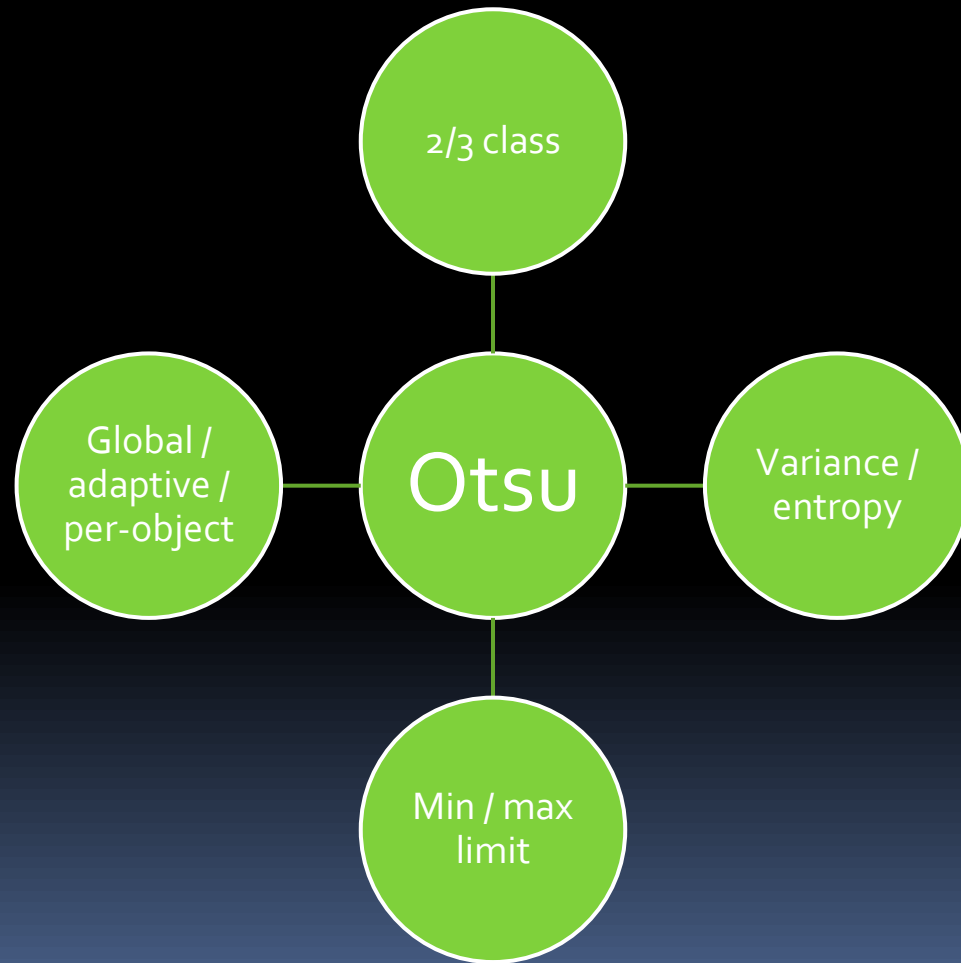 2/3 class
Global /
adaptive /
per-object
Otsu
Variance /
entropy
Min / max
limit